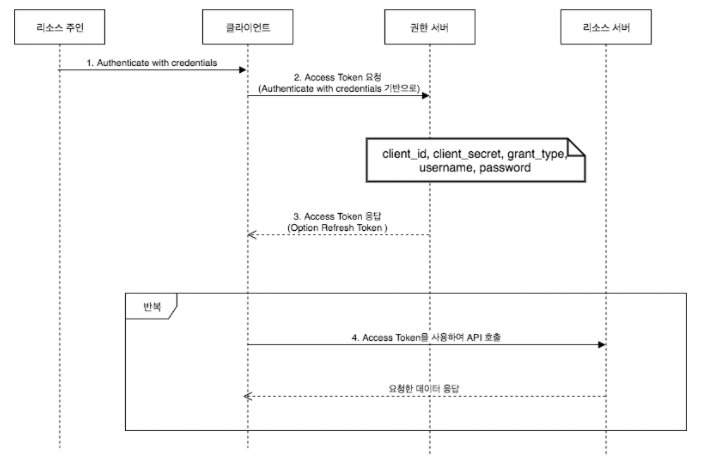 리소스 주인
클라이언트
권한 서버
리소스 서버
1. Authenticate with credentials
2. Access Token 요청
(Authenticate with credentials 기반으로)
client_id, client_secret, grant_type,
username, password
3. Access Token 응답
(Option Refresh Token )
반복
4. Access Token을 사용하여 API 호출
요청한 데이터 응답